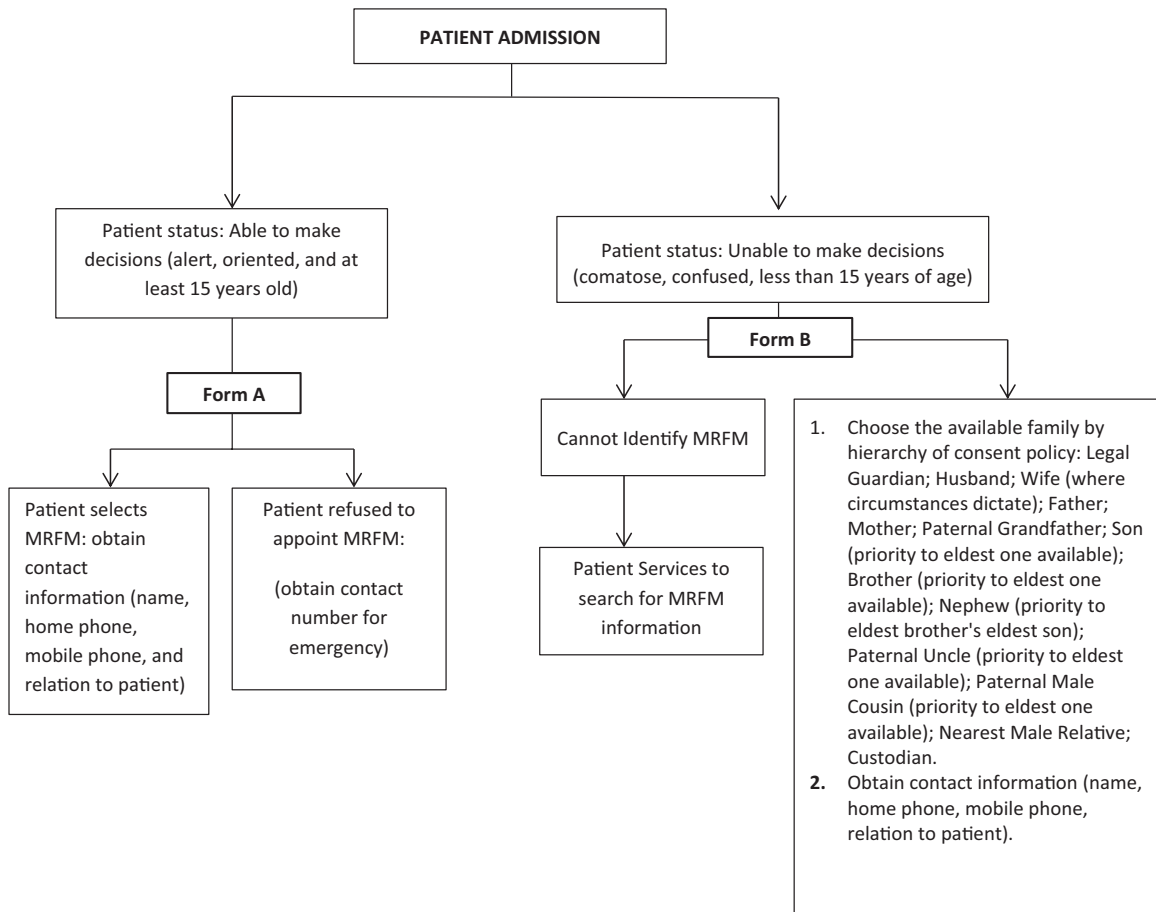 PATIENT ADMISSION
Patient status: Able to make
decisions (alert, oriented, and at
least 15 years old)
Patient status: Unable to make decisions
(comatose, confused, less than 15 years of age)
Form A
Form B
Patient selects
MRFM: obtain
contact
information (name,
home phone,
mobile phone, and
relation to patient)
Patient refused to
appoint MRFM:
(obtain contact
number for
emergency)
Cannot Identify MRFM
Patient Services to
search for MRFM
information
1. Choose the available family by
hierarchy of consent policy: Legal
Guardian; Husband; Wife (where
circumstances dictate); Father;
Mother; Paternal Grandfather; Son
(priority to eldest one available);
Brother (priority to eldest one
available); Nephew (priority to
eldest brother's eldest son);
Paternal Uncle (priority to eldest
one available); Paternal Male
Cousin (priority to eldest one
available); Nearest Male Relative;
Custodian.
2. Obtain contact information (name,
home phone, mobile phone,
relation to patient).